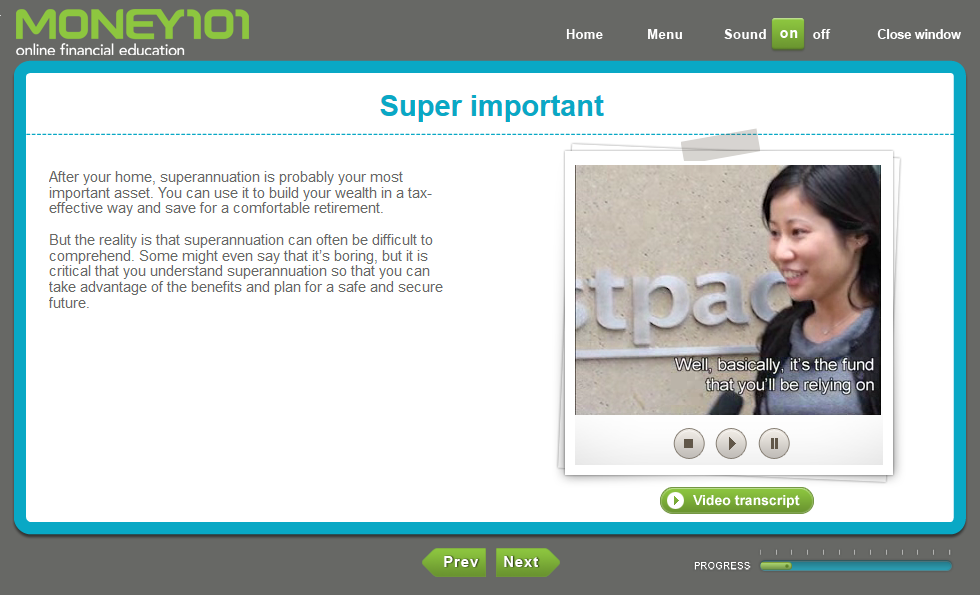 MONEY101
online financial education
Home
Menu
Sound on off
Close window
Super important
After your home, superannuation is probably your most
important asset. You can use it to build your wealth in a tax-
effective way and save for a comfortable retirement.
But the reality is that superannuation can often be difficult to
comprehend. Some might even say that it's boring, but it is
critical that you understand superannuation so that you can
take advantage of the benefits and plan for a safe and secure
future.
stpac
Well, basically, it's the fund
that you'll be relying on
Video transcript
Prev
Next
PROGRESS